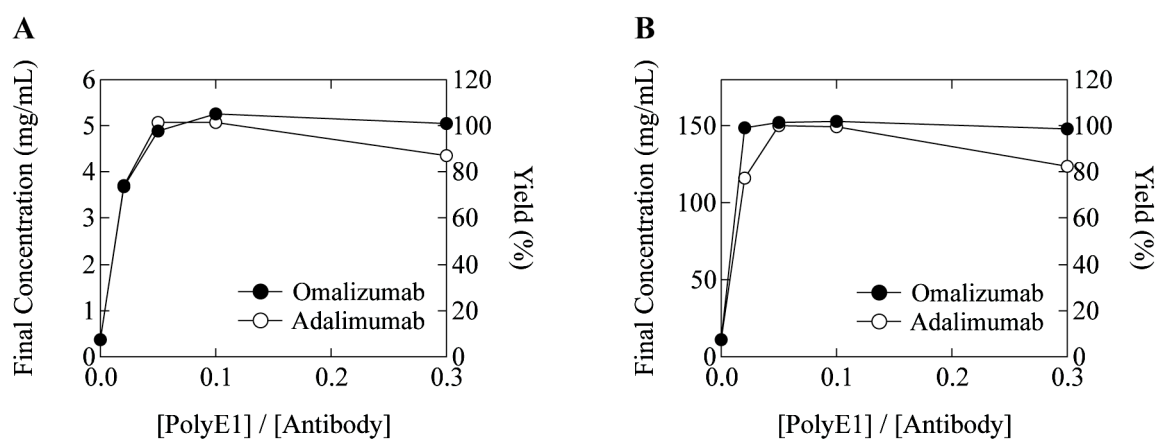 A
Final Concentration (mg/mL)
6
5
4
3
2
1
0
120
100
80
60
40
20
0
Yield (%)
Omalizumab
Adalimumab
0.0
0.1
0.2
0.3
[PolyE1] / [Antibody]
B
Final Concentration (mg/mL)
150
100
50
0
120
100
80
60
40
20
0
Yield (%)
Omalizumab
Adalimumab
0.0
0.1
0.2
0.3
[PolyE1] / [Antibody]